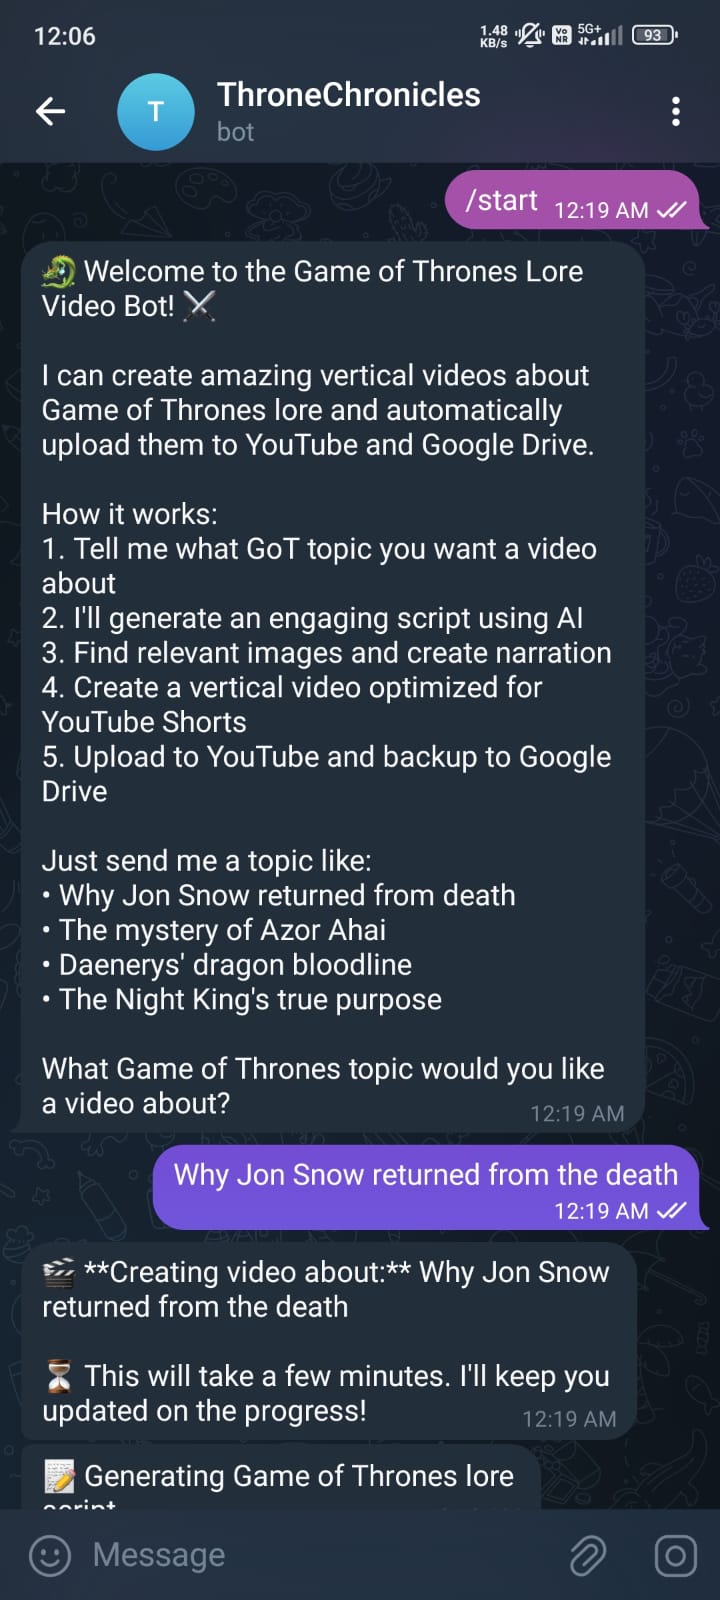 12:06
1.48
KB/s
Vo
NR
5G+
93
T
ThroneChronicles
bot
/start 12:19 AM
🐉 Welcome to the Game of Thrones Lore
Video Bot! ⚔️
I can create amazing vertical videos about
Game of Thrones lore and automatically
upload them to YouTube and Google Drive.
How it works:
1. Tell me what GoT topic you want a video
about
2. I'll generate an engaging script using AI
3. Find relevant images and create narration
4. Create a vertical video optimized for
YouTube Shorts
5. Upload to YouTube and backup to Google
Drive
Just send me a topic like:
• Why Jon Snow returned from death
• The mystery of Azor Ahai
• Daenerys' dragon bloodline
• The Night King's true purpose
What Game of Thrones topic would you like
a video about?
12:19 AM
Why Jon Snow returned from the death
12:19 AM
🎬 **Creating video about:** Why Jon Snow
returned from the death
⏳ This will take a few minutes. I'll keep you
updated on the progress!
12:19 AM
📝 Generating Game of Thrones lore
script
Message